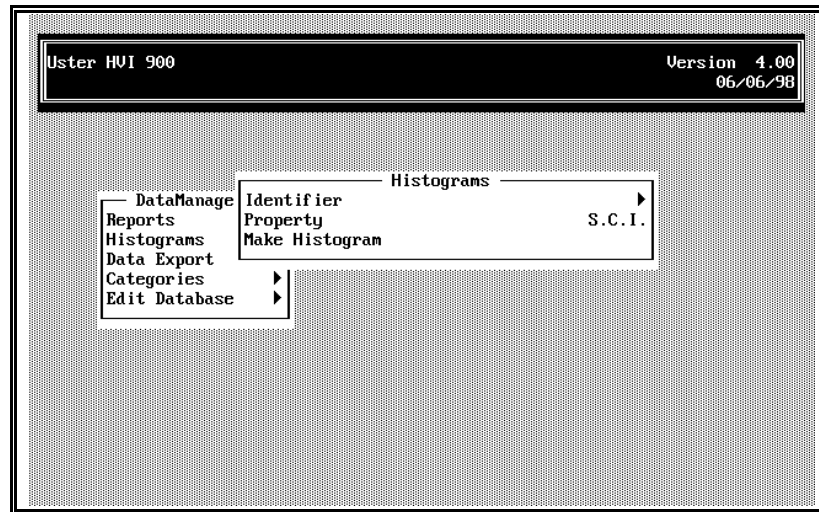 Uster HVI 900
Version 4.00
06/06/98
Histograms
Identifier
Property S.C.I.
Make Histogram
DataManage
Reports
Histograms
Data Export
Categories
Edit Database